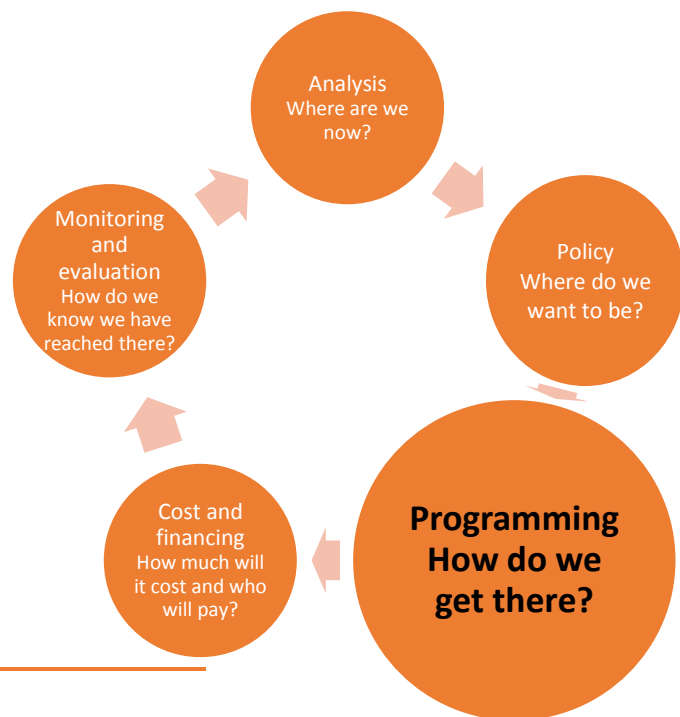 Analysis
Where are we
now?
Policy
Where do we
want to be?
Programming
How do we
get there?
Cost and
financing
How much will
it cost and who
will pay?
Monitoring
and
evaluation
How do we
know we have
reached there?